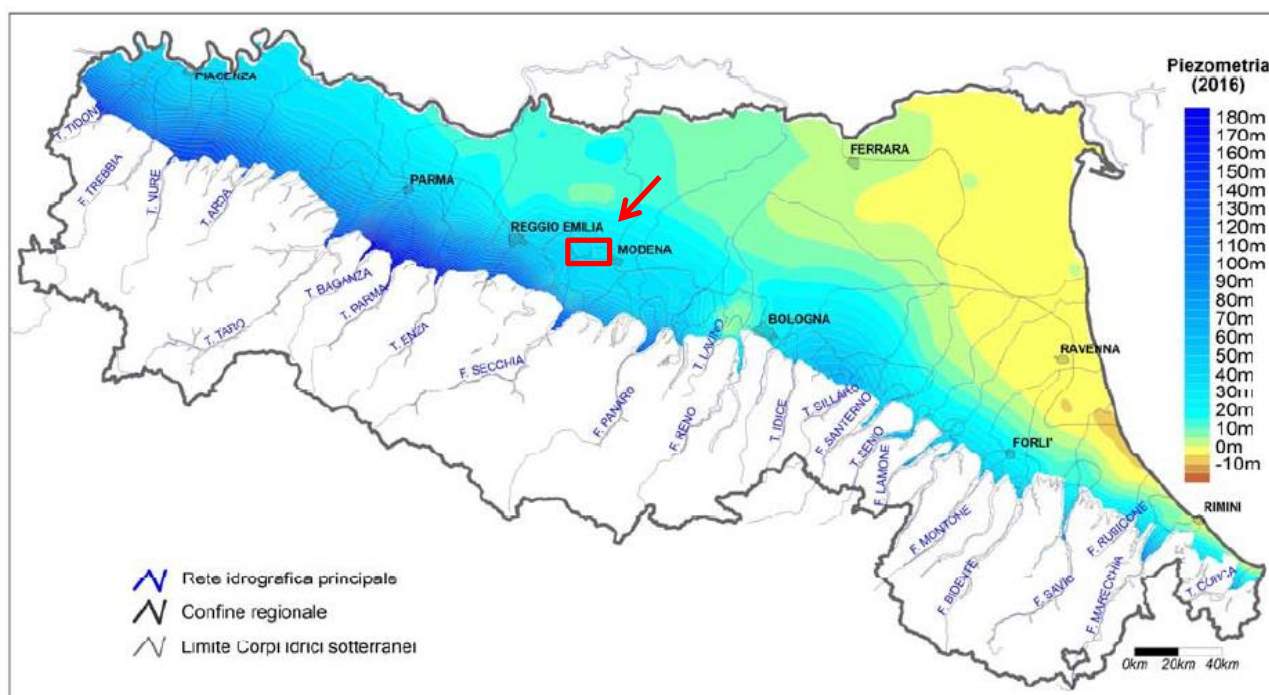 Piezometria
(2016)
180m
170m
160m
150m
140m
130m
120m
110m
100m
90m
80m
70m
60m
50m
40m
30m
20m
10m
0m
-10m
PIACENZA
T. TIDONE
F. TREBBIA
T. NURE
T. ARDA
PARMA
FERRARA
REGGIO EMILIA
MODENA
T. BAGANZA
T. PARMA
T. TARO
T. ENZA
F. SECCHIA
T. LAVINO
BOLOGNA
RAVENNA
F. PANARO
F. RENO
T. IDICE
T. SILLARO
F. SANTERNO
T. SENIO
F. LAMONE
FORLI'
F. MONTONE
F. BIDENTE
F. SAVIO
F. RUBICONE
F. MARECCHIA
RIMINI
T. CONCA
Rete idrografica principale
Confine regionale
Limite Corpi idrici sotterranei
0km 20km 40km